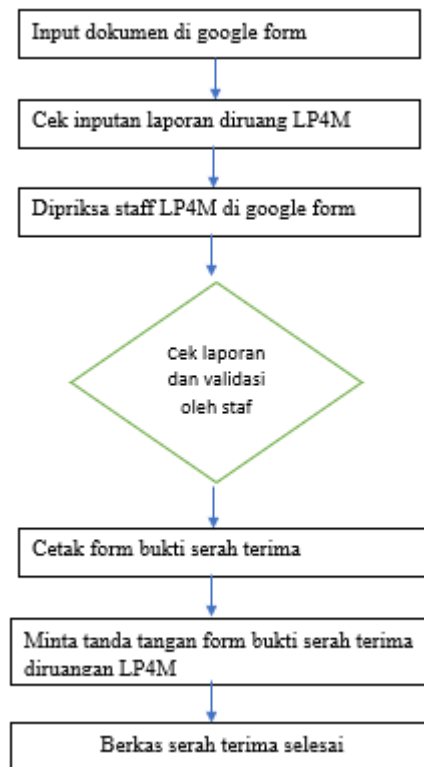 Input dokumen di google form
Cek inputan laporan diruang LP4M
Dipriksa staff LP4M di google form
Cek laporan
dan validasi
oleh staf
Cetak form bukti serah terima
Minta tanda tangan form bukti serah terima
diruangan LP4M
Berkas serah terima selesai